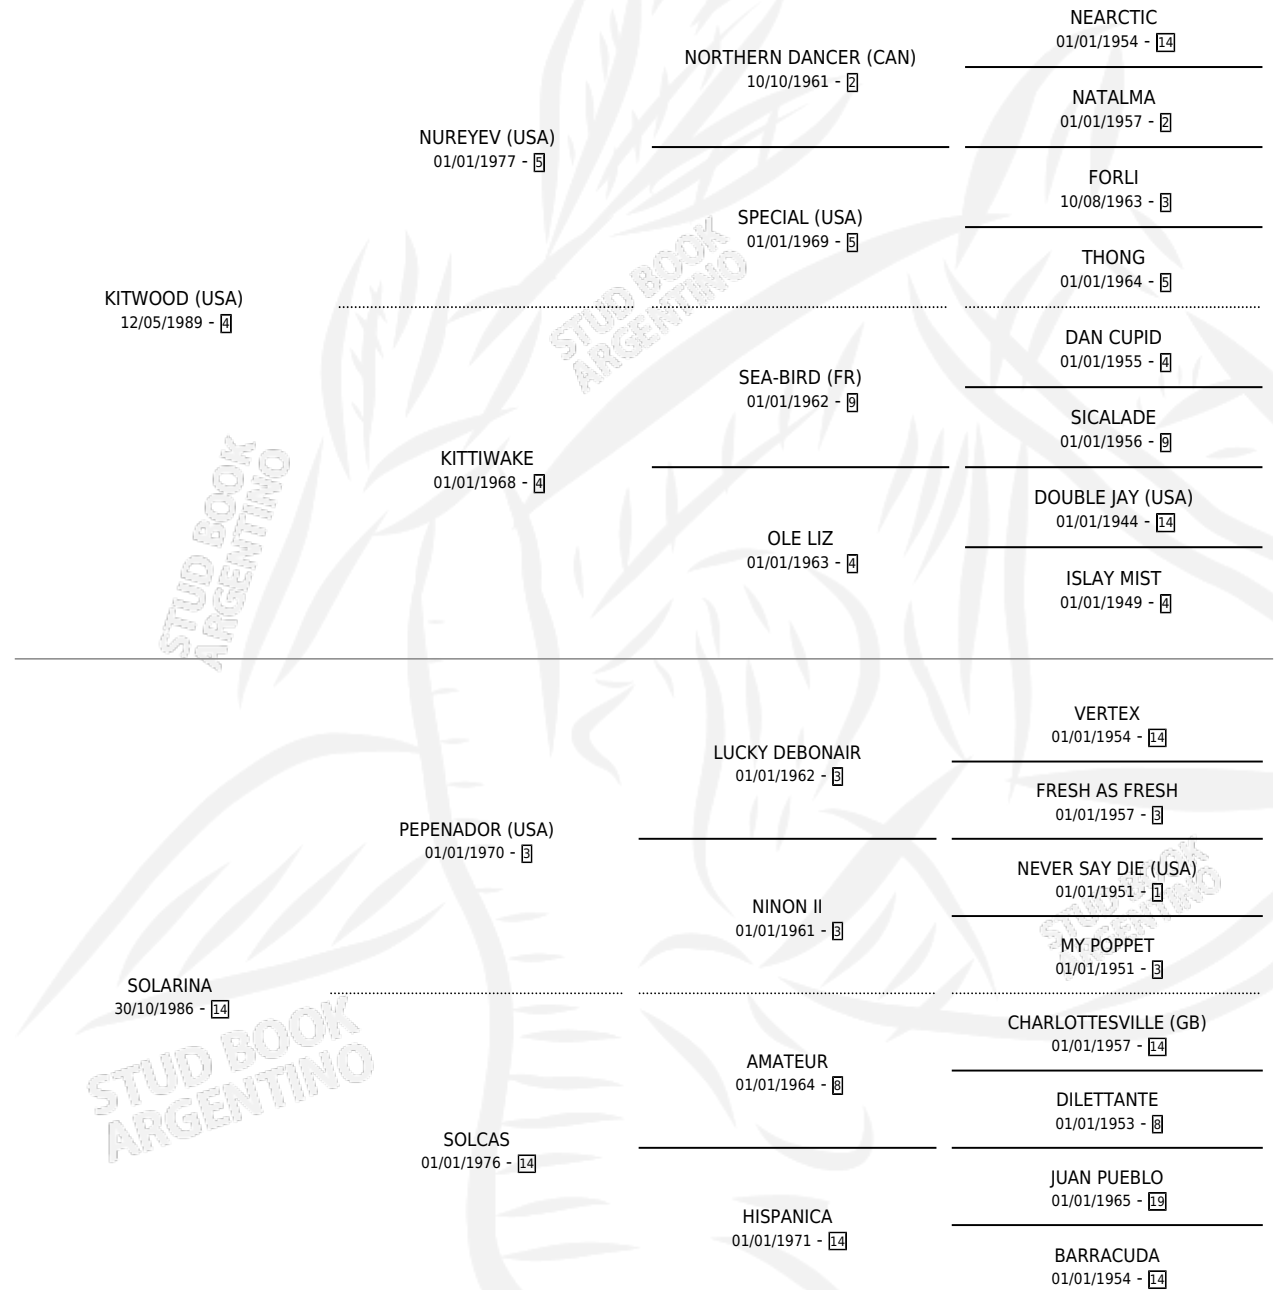 NEARCTIC
01/01/1954 - 14
NORTHERN DANCER (CAN)
10/10/1961 - 2
NATALMA
01/01/1957 - 2
NUREYEV (USA)
01/01/1977 - 5
FORLI
10/08/1963 - 3
SPECIAL (USA)
01/01/1969 - 5
THONG
01/01/1964 - 5
KITWOOD (USA)
12/05/1989 - 4
DAN CUPID
01/01/1955 - 4
SEA-BIRD (FR)
01/01/1962 - 9
SICALADE
01/01/1956 - 9
KITTIWAKE
01/01/1968 - 4
DOUBLE JAY (USA)
01/01/1944 - 14
OLE LIZ
01/01/1963 - 4
ISLAY MIST
01/01/1949 - 4
VERTEX
01/01/1954 - 14
LUCKY DEBONAIR
01/01/1962 - 3
FRESH AS FRESH
01/01/1957 - 3
PEPENADOR (USA)
01/01/1970 - 3
NEVER SAY DIE (USA)
01/01/1951 - 1
NINON II
01/01/1961 - 3
MY POPPET
01/01/1951 - 3
SOLARINA
30/10/1986 - 14
CHARLOTTESVILLE (GB)
01/01/1957 - 14
AMATEUR
01/01/1964 - 8
DILETTANTE
01/01/1953 - 8
SOLCAS
01/01/1976 - 14
JUAN PUEBLO
01/01/1965 - 19
HISPANICA
01/01/1971 - 14
BARRACUDA
01/01/1954 - 14
STUD BOOK
ARGENTINO
STUD BOOK
ARGENTINO
STUD BOOK
ARGENTINO
STUD BOOK
ARGENTINO